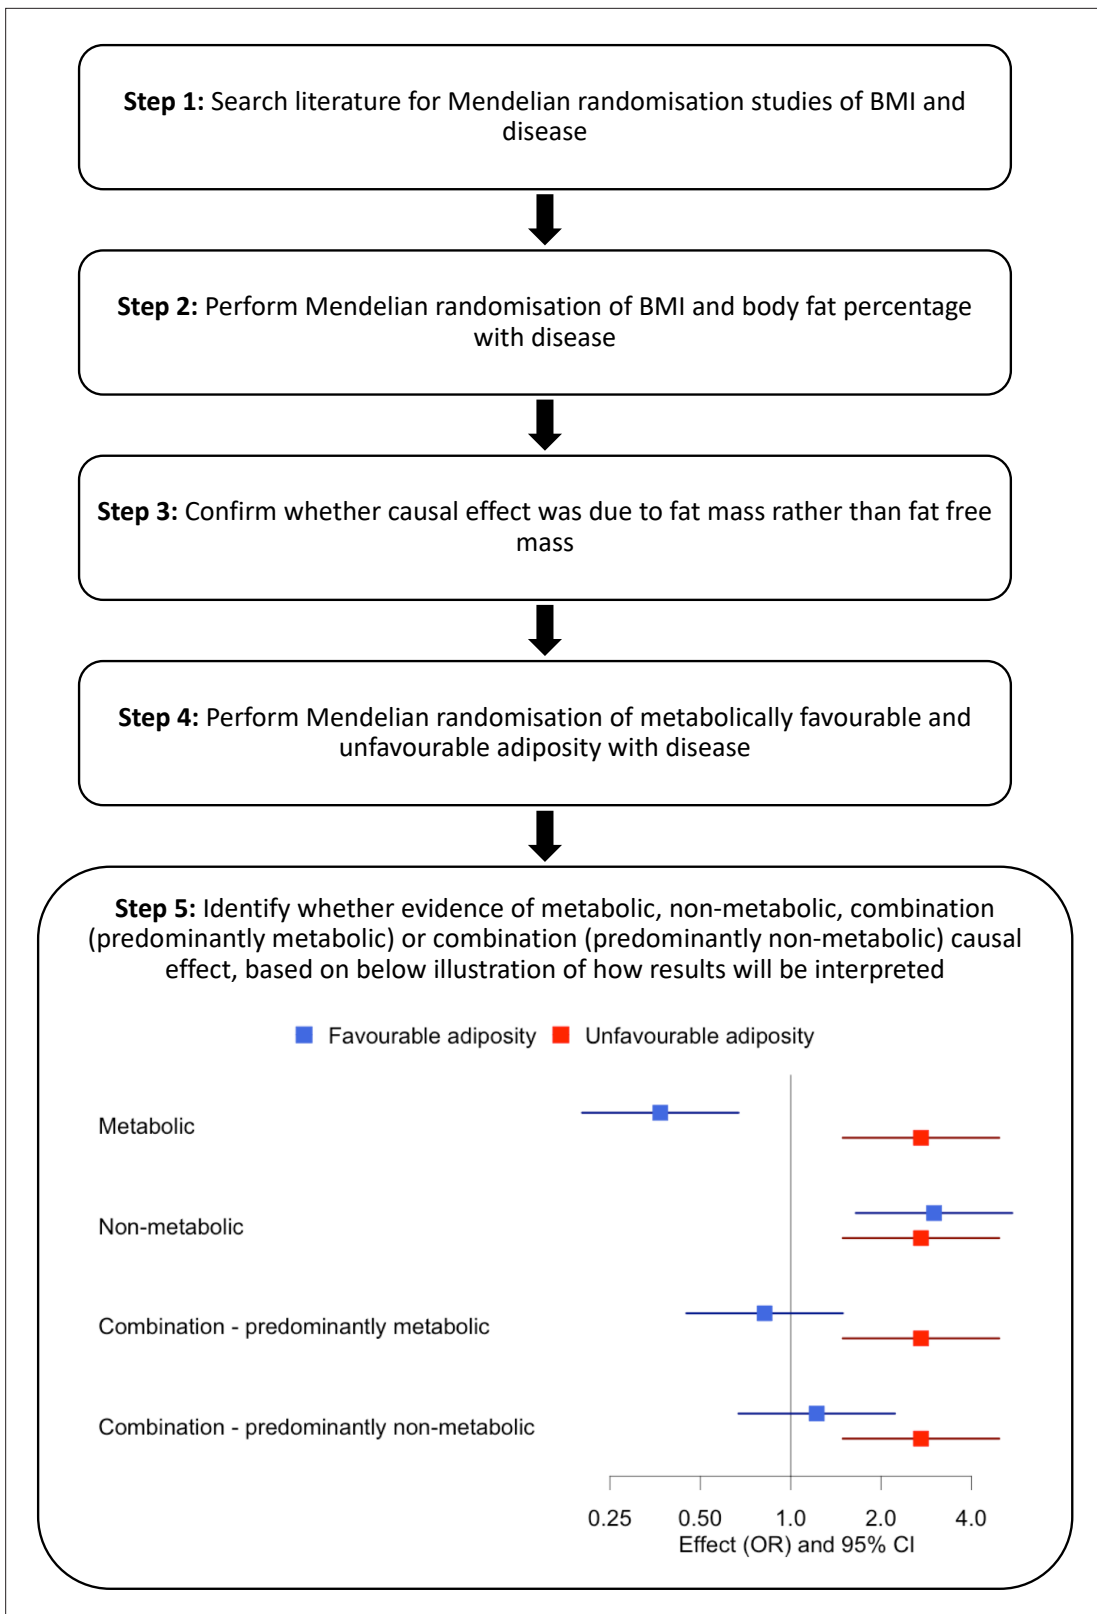 Step 1: Search literature for Mendelian randomisation studies of BMI and
disease
Step 2: Perform Mendelian randomisation of BMI and body fat percentage
with disease
Step 3: Confirm whether causal effect was due to fat mass rather than fat free
mass
Step 4: Perform Mendelian randomisation of metabolically favourable and
unfavourable adiposity with disease
Step 5: Identify whether evidence of metabolic, non-metabolic, combination
(predominantly metabolic) or combination (predominantly non-metabolic) causal
effect, based on below illustration of how results will be interpreted
Favourable adiposity Unfavourable adiposity
Metabolic
Non-metabolic
Combination - predominantly metabolic
Combination - predominantly non-metabolic
0.25 0.50 1.0 2.0 4.0
Effect (OR) and 95% CI